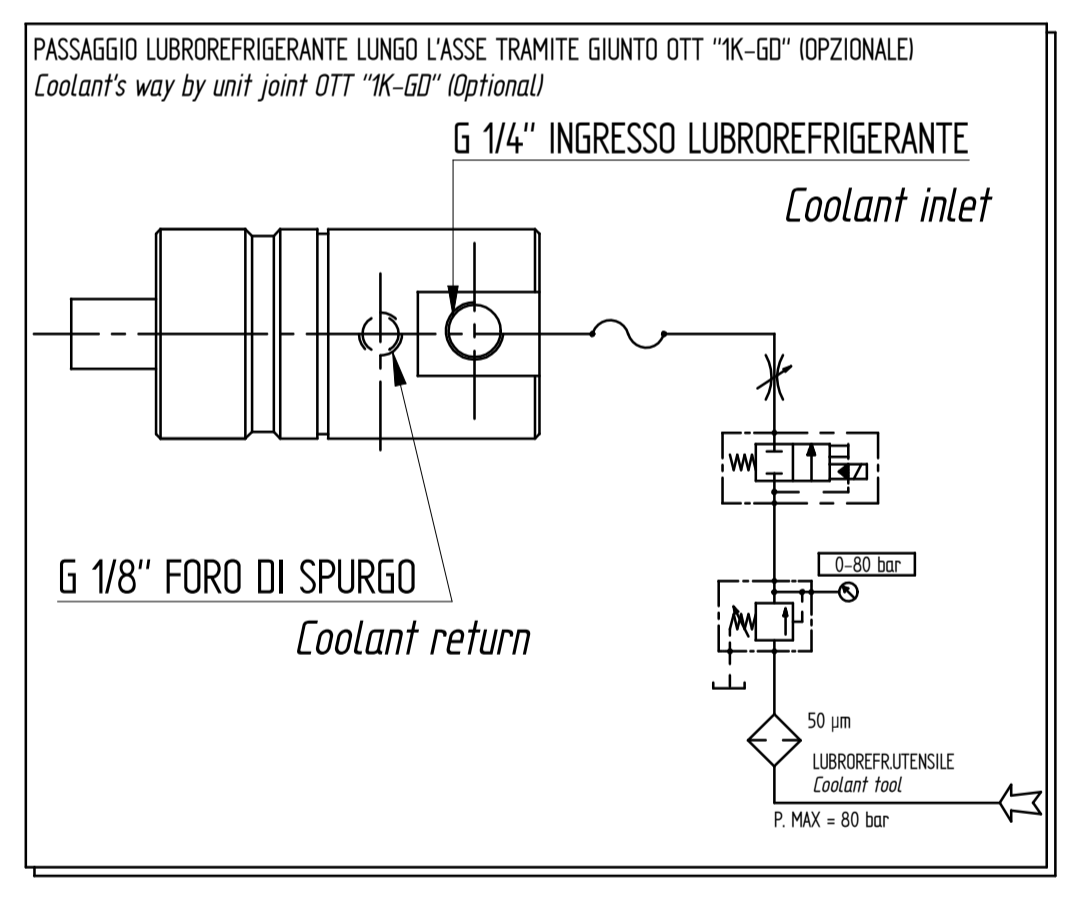 PASSAGGIO LUBROREFRIGERANTE LUNGO L'ASSE TRAMITE GIUNTO OTT "1K-GD" (OPZIONALE)
Coolant's way by unit joint OTT "1K-GD" (Optional)
G 1/4" INGRESSO LUBROREFRIGERANTE
Coolant inlet
G 1/8" FORO DI SPURGO
Coolant return
0-80 bar
50 µm
LUBROREFR.UTENSILE
Coolant tool
P. MAX = 80 bar